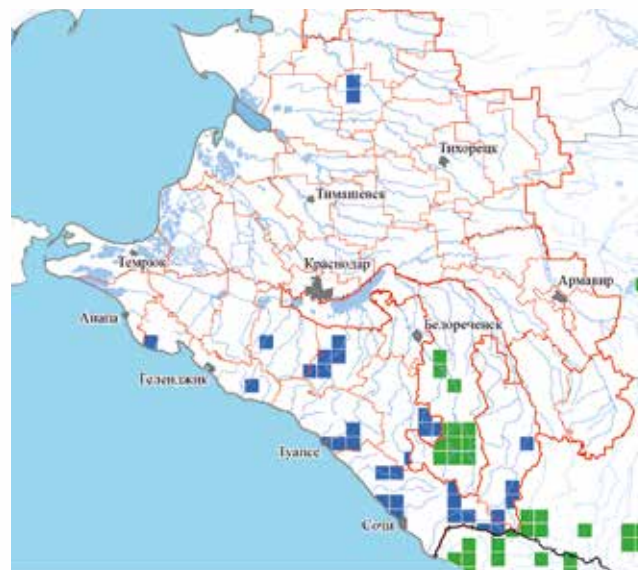 Тихорецк
Тимашевск
Темрюк
Краснодар
Армавир
Анапа
Белореченск
Геленджик
Туапсе
Сочи